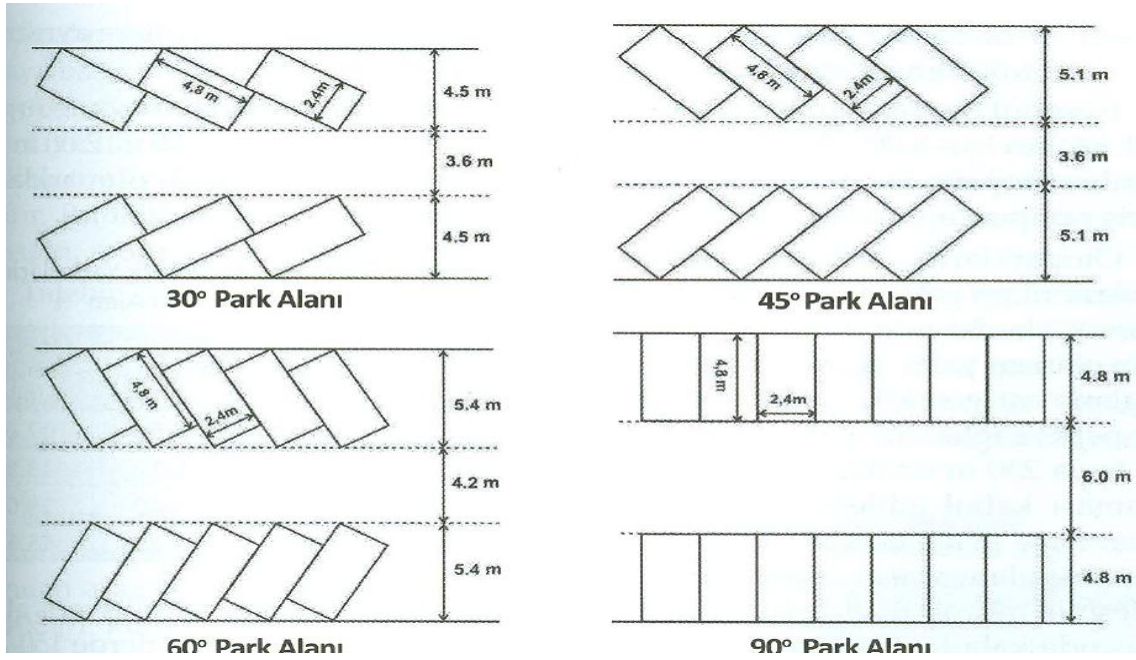 4,8 m
2,4m
4.5 m
3.6 m
4.5 m
30° Park Alanı
4,8 m
2.4m
5.1 m
3.6 m
5.1 m
45° Park Alanı
4,8 m
2,4m
5.4 m
4.2 m
5.4 m
60° Park Alanı
4,8 m
2,4m
4.8 m
6.0 m
4.8 m
90° Park Alanı